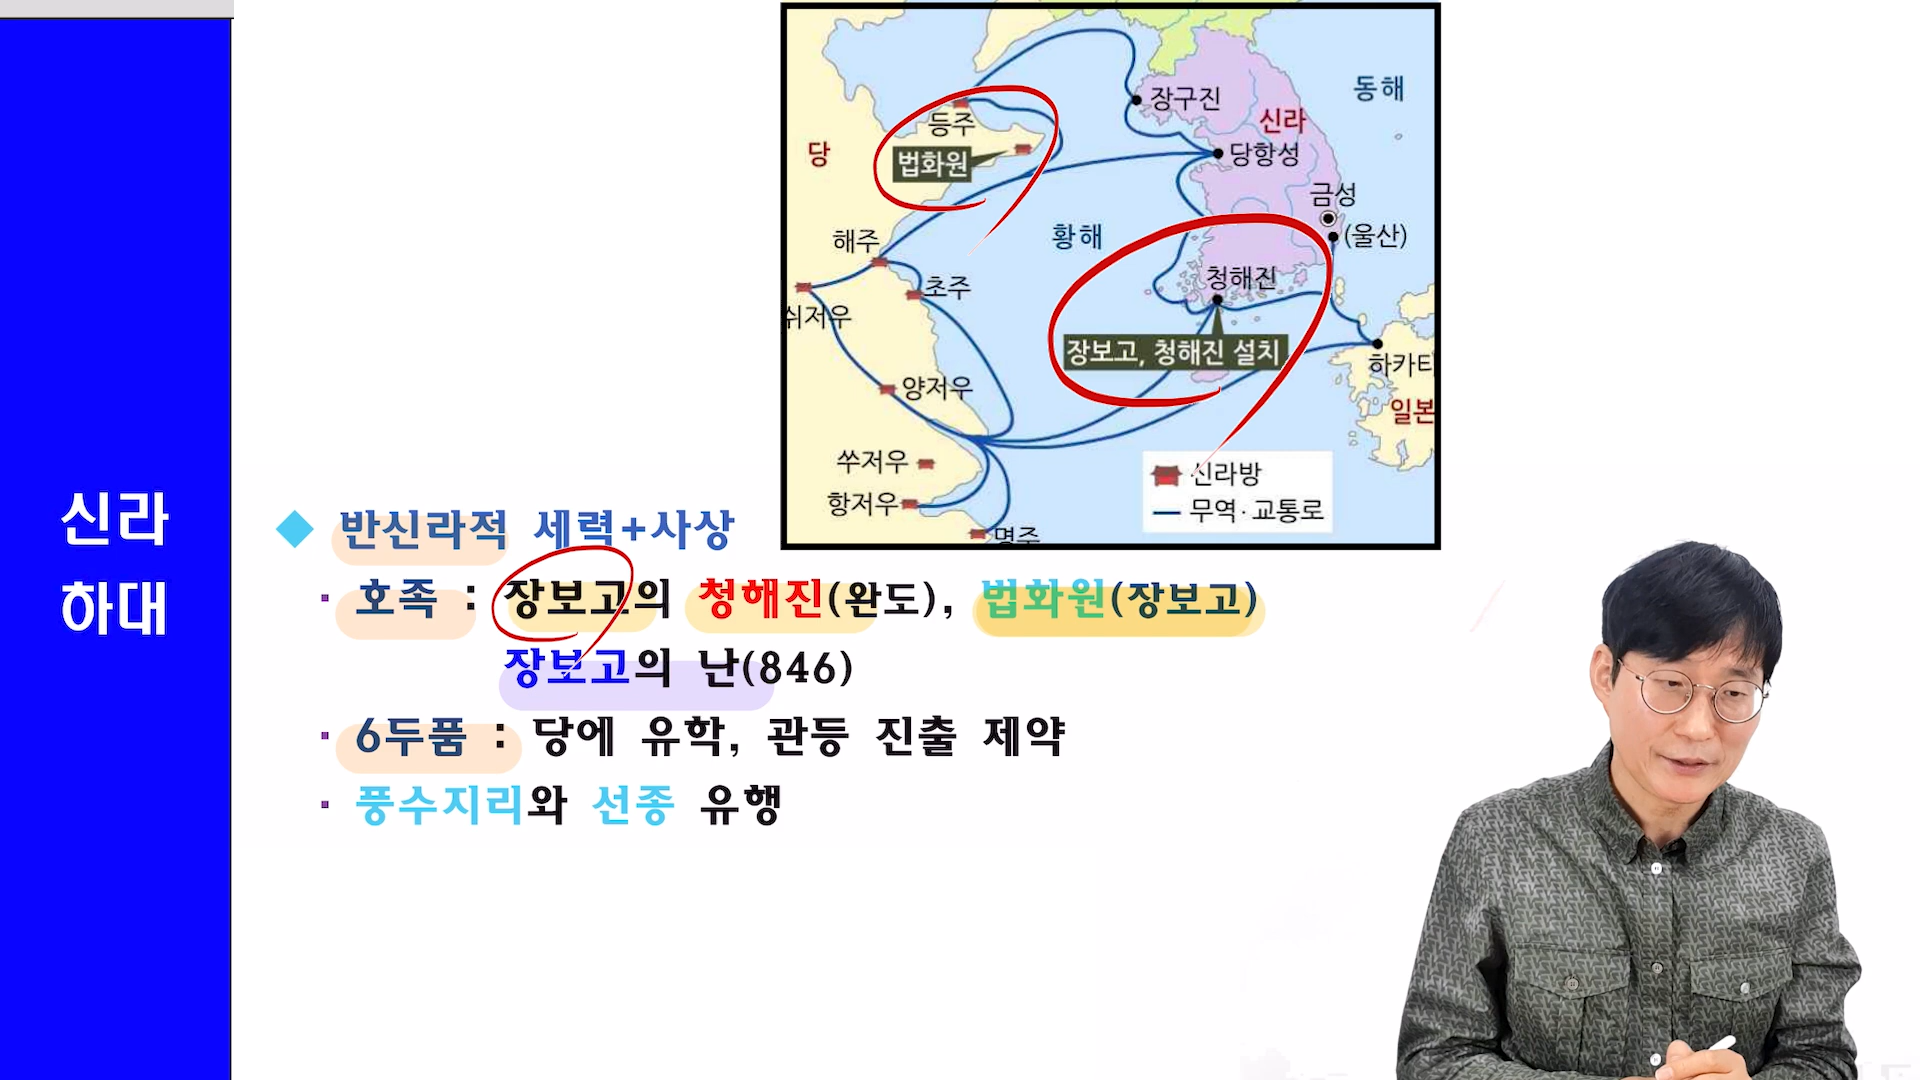 신라
하대
동해
장구진
신라
등주
당
법화원
당항성
금성
(울산)
해주
황해
청해진
초주
쉬저우
장보고, 청해진 설치
하카타
양저우
일본
쑤저우
신라방
항저우
무역·교통로
명주
반신라적 세력+사상
호족 : 장보고의 청해진(완도), 법화원(장보고)
장보고의 난(846)
6두품 : 당에 유학, 관등 진출 제약
풍수지리와 선종 유행